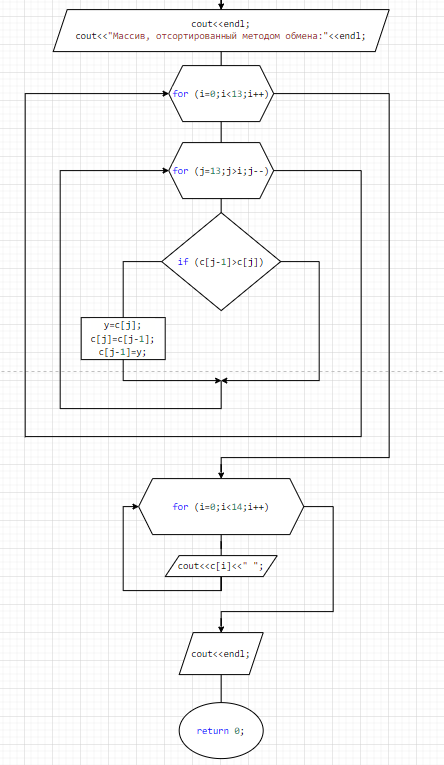 cout<<endl;
cout<<"Массив, отсортированный методом обмена:"<<endl;
for (i=0;i<13;i++)
for (j=13;j>i;j--)
if (c[j-1]>c[j])
y=c[j];
c[j]=c[j-1];
c[j-1]=y;
for (i=0;i<14;i++)
cout<<c[i]<<" ";
cout<<endl;
return 0;